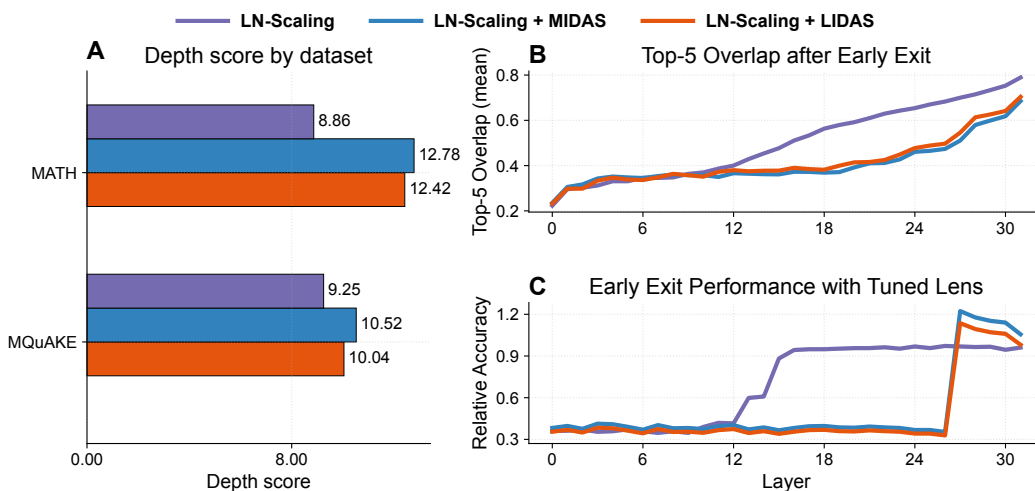 LN-Scaling LN-Scaling + MIDAS LN-Scaling + LIDAS
A Depth score by dataset
8.86
12.78
12.42
MATH
9.25
10.52
10.04
MQuAKE
0.00 8.00
Depth score
B Top-5 Overlap after Early Exit
Top-5 Overlap (mean)
0.8
0.6
0.4
0.2
0 6 12 18 24 30
C Early Exit Performance with Tuned Lens
Relative Accuracy
1.2
0.9
0.6
0.3
0 6 12 18 24 30
Layer